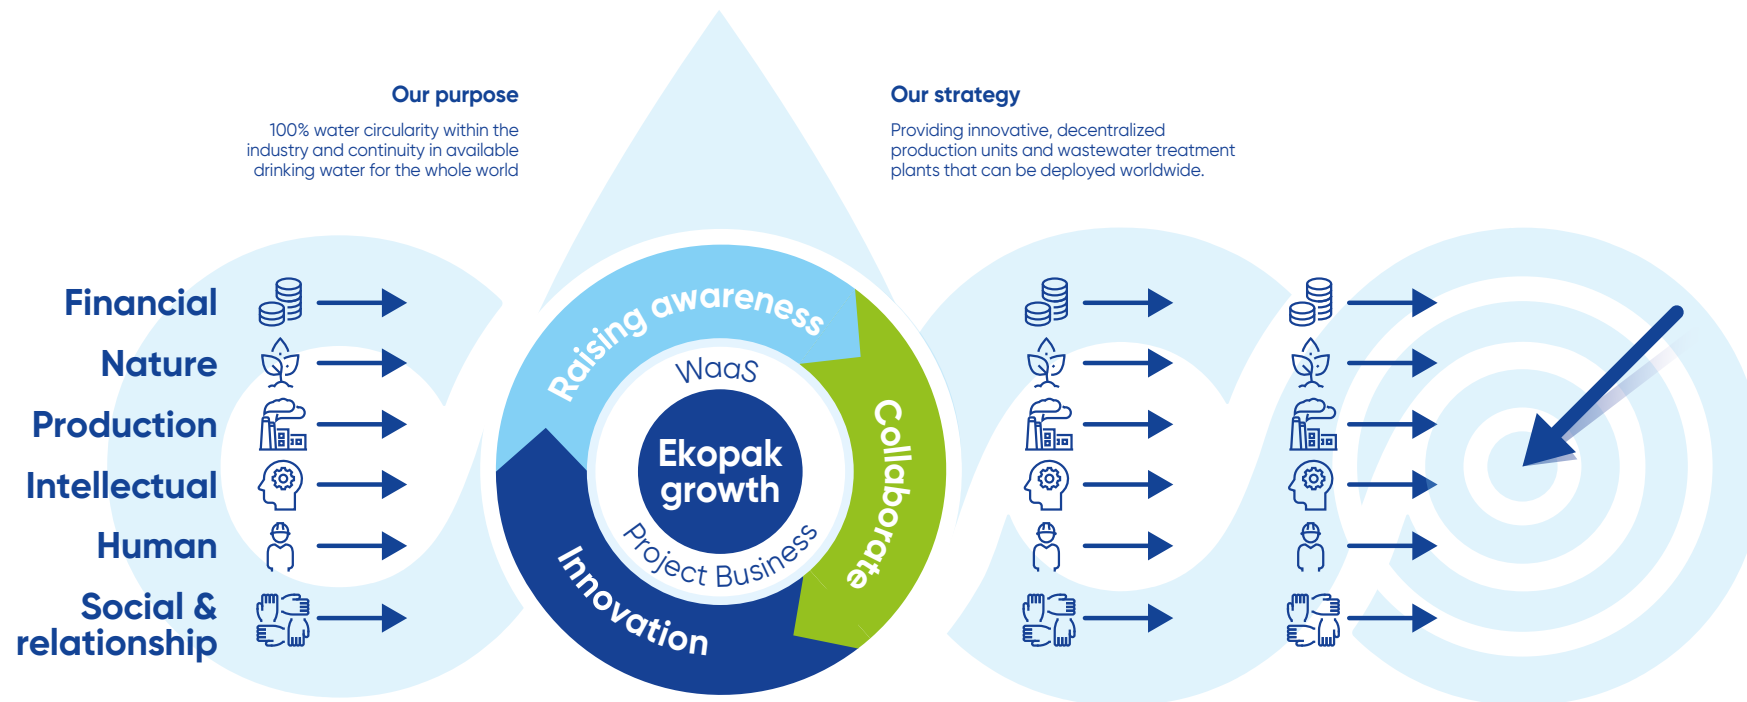 Our purpose
100% water circularity within the
industry and continuity in available
drinking water for the whole world
Our strategy
Providing innovative, decentralized
production units and wastewater treatment
plants that can be deployed worldwide.
Financial
Nature
Production
Intellectual
Human
Social &
relationship
Raising awareness
Collaborate
Innovation
WaaS
Ekopak
growth
Project Business